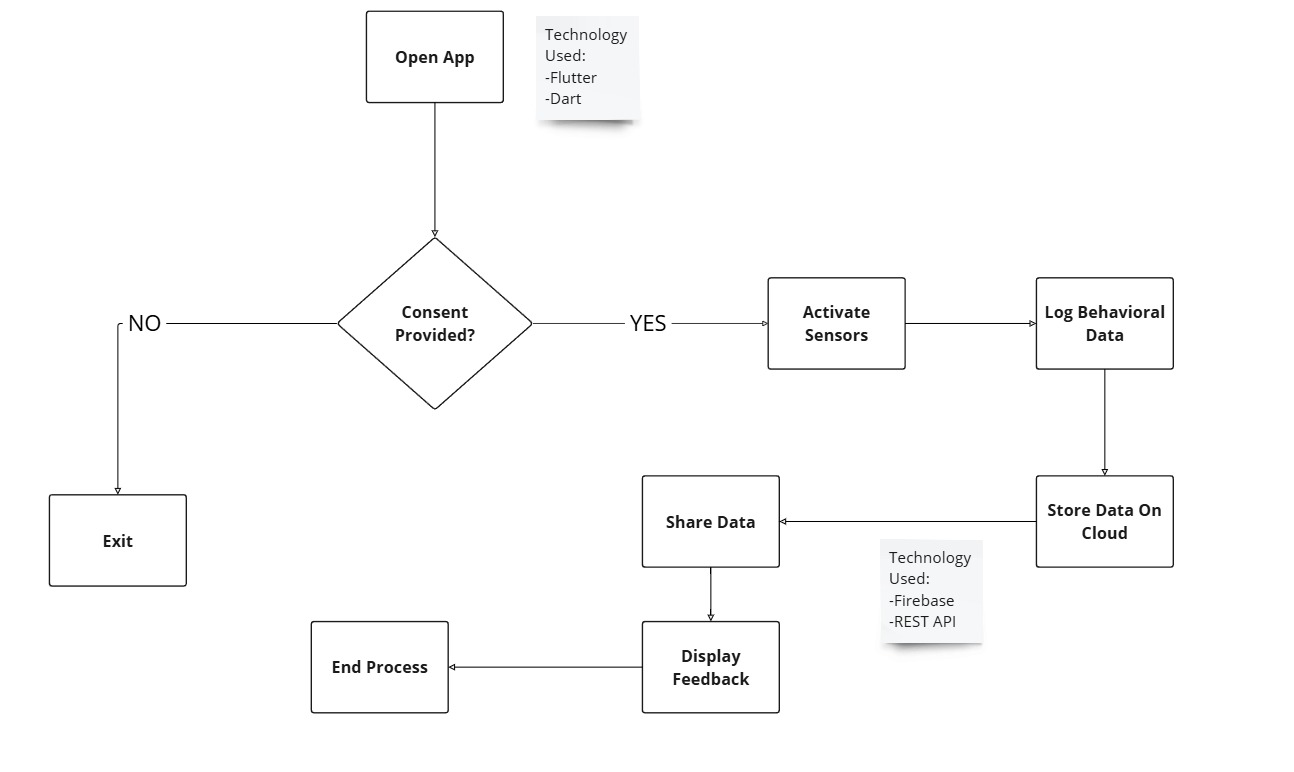 Open App
Technology
Used:
-Flutter
-Dart
Consent
Provided?
NO
YES
Activate
Sensors
Log Behavioral
Data
Exit
Share Data
Store Data On
Cloud
Technology
Used:
-Firebase
-REST API
End Process
Display
Feedback